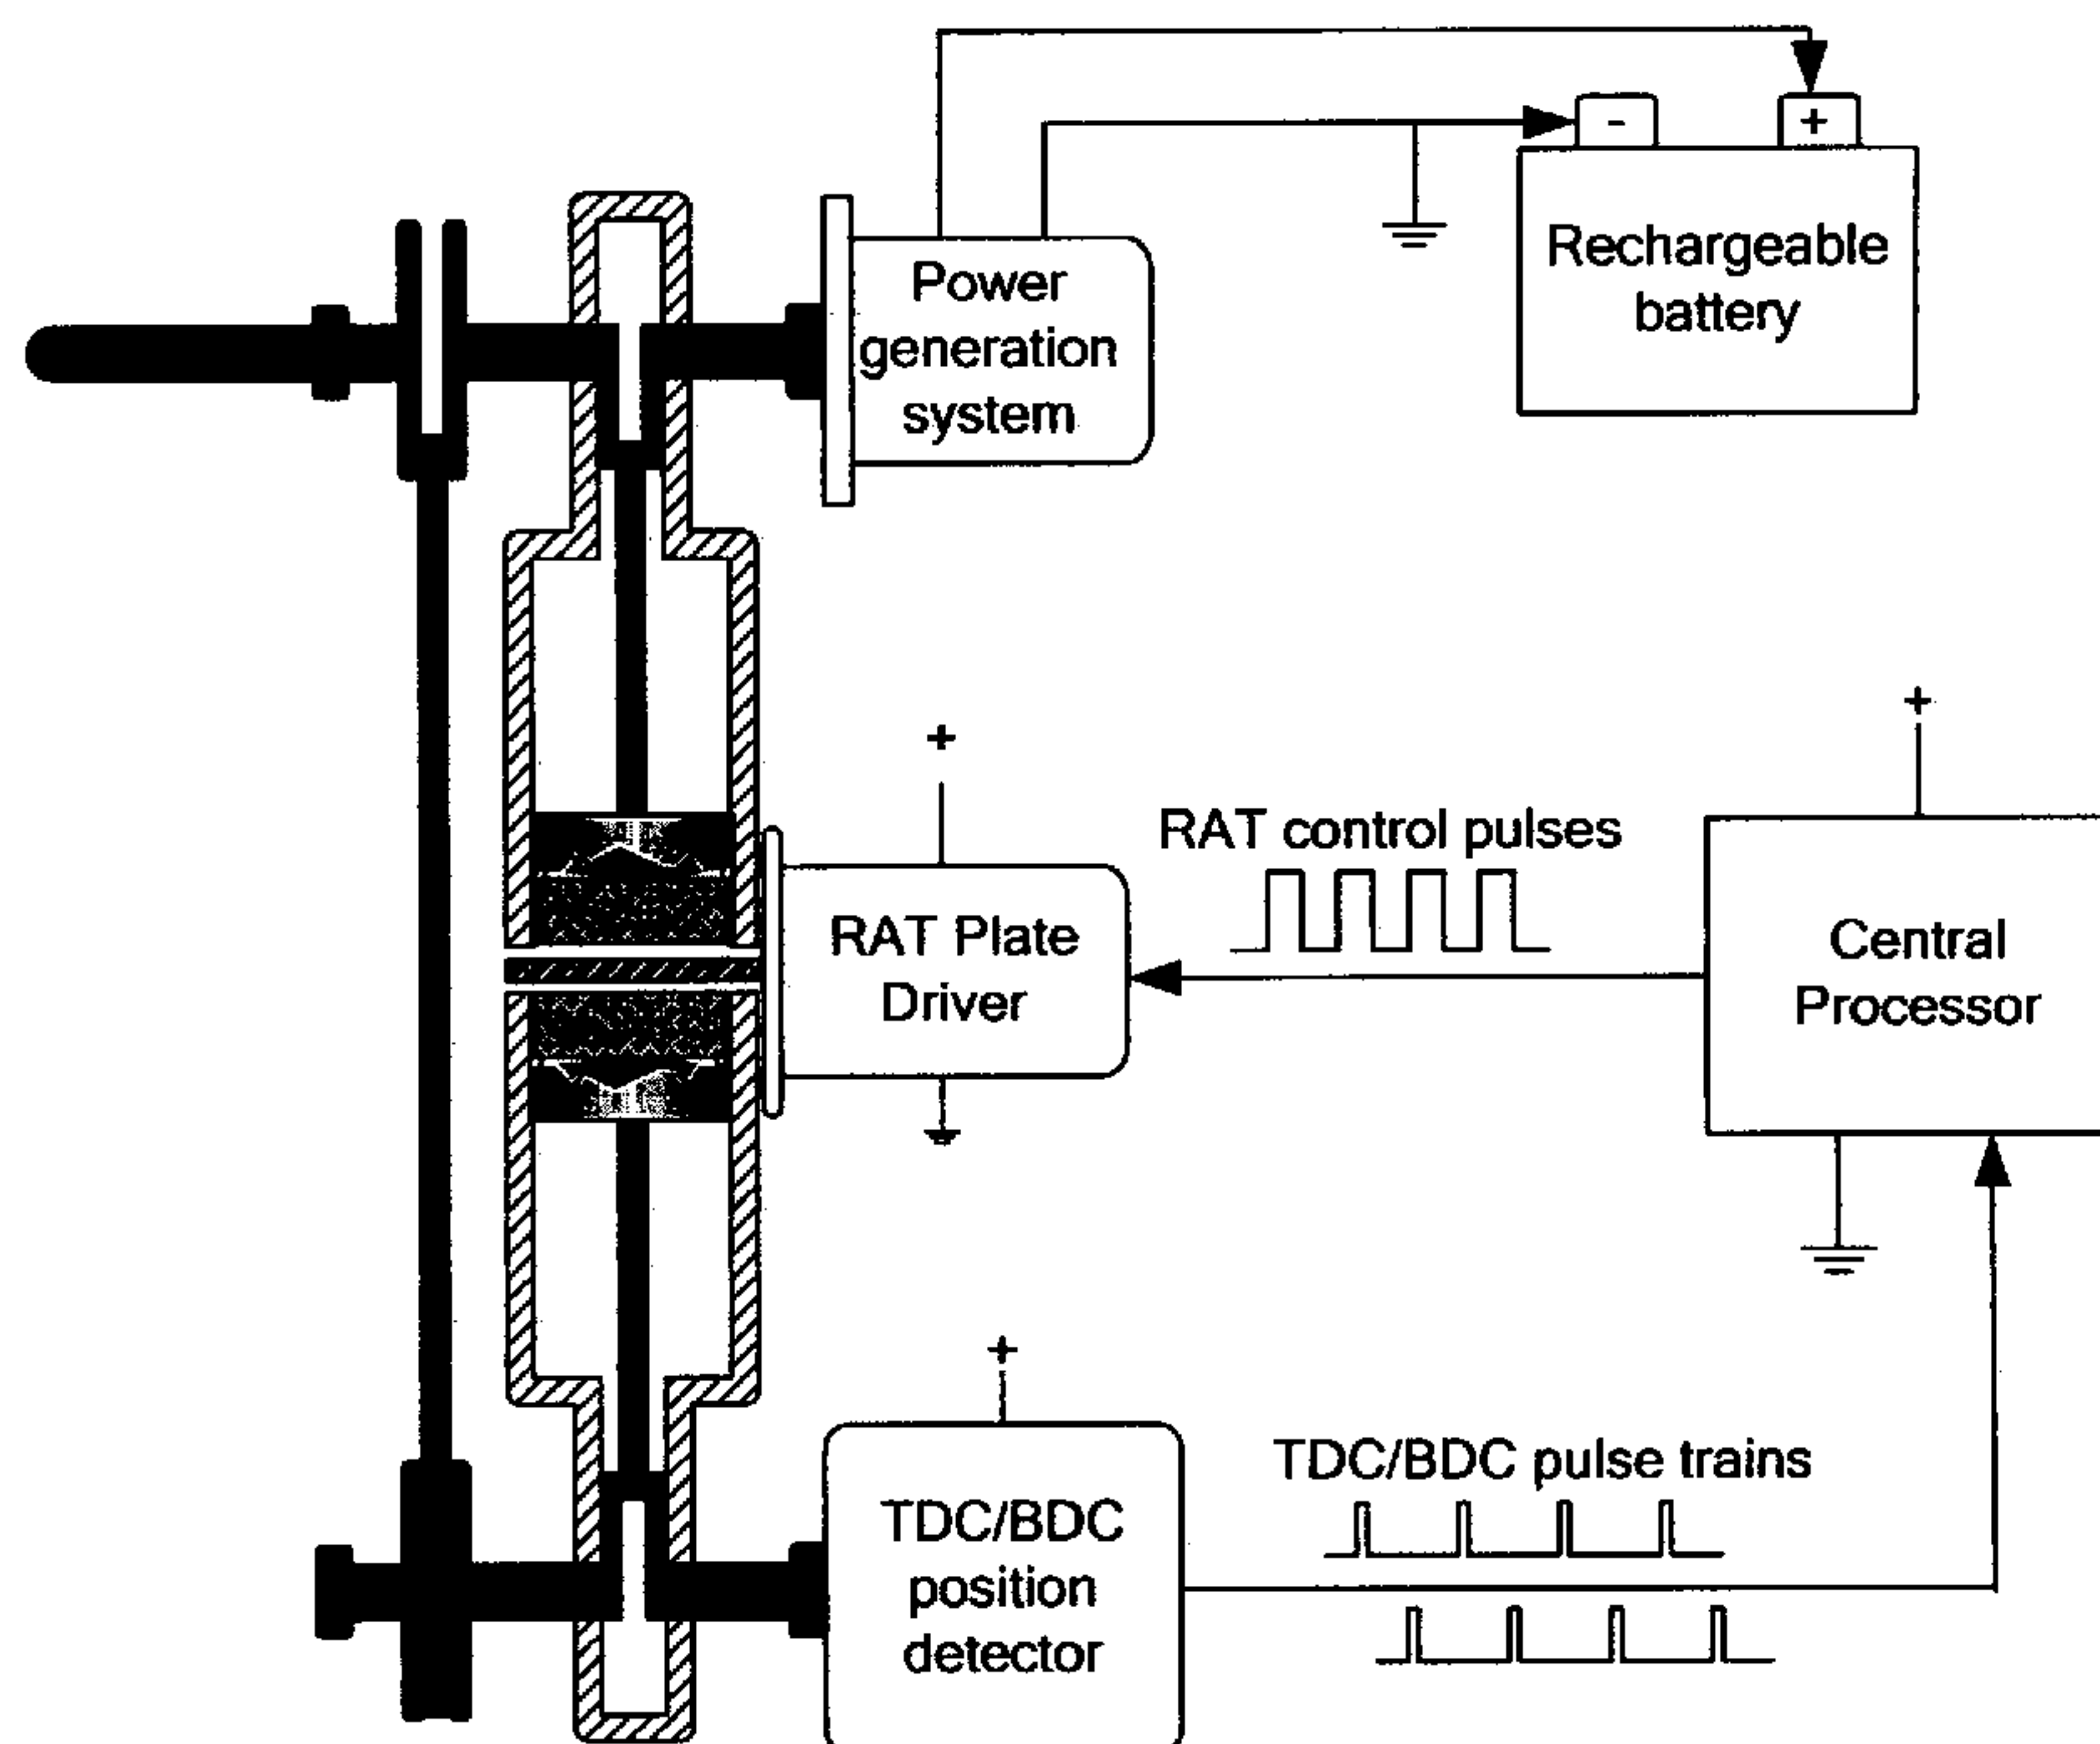 - +
Rechargeable
battery
Power
generation
system
+
+
RAT control pulses
RAT Plate
Driver
Central
Processor
+
TDC/BDC pulse trains
TDC/BDC
position
detector